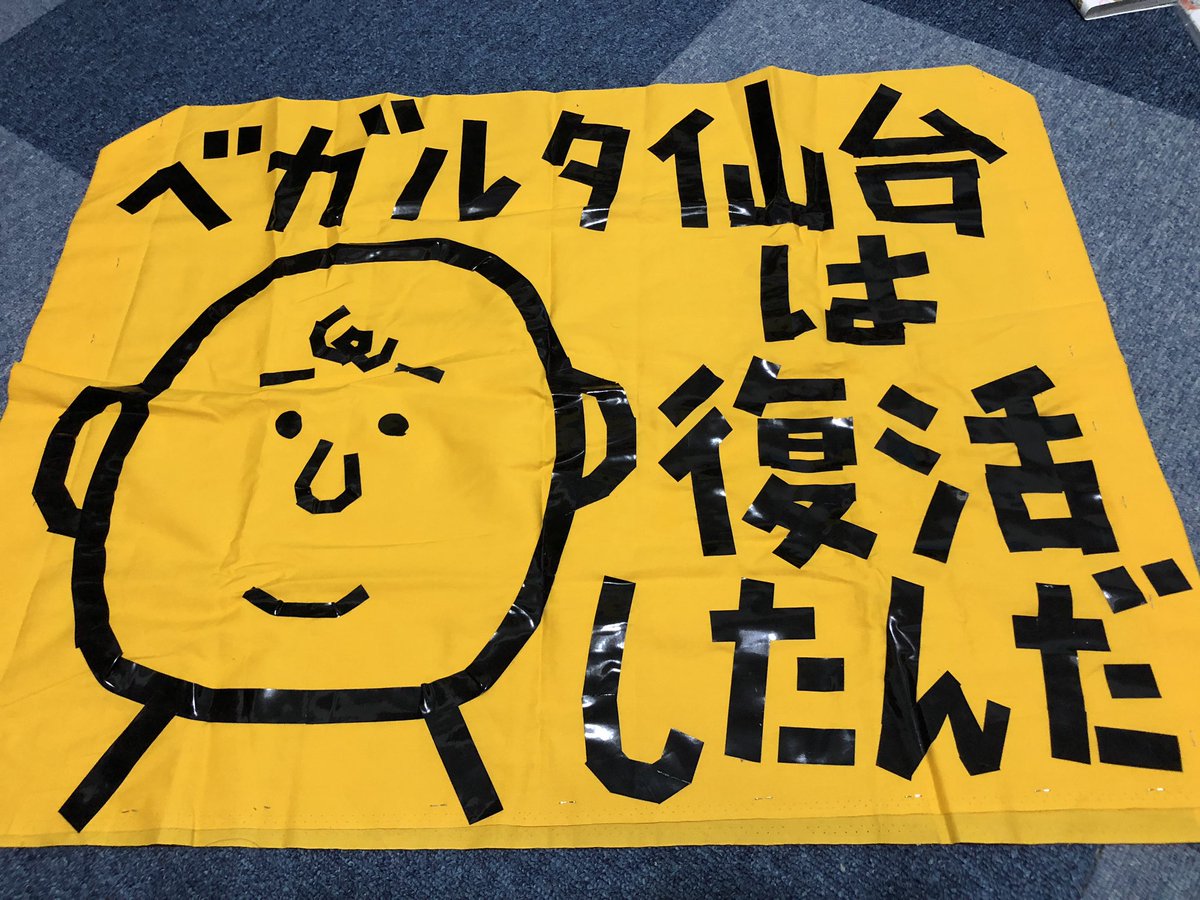 ベガルタ仙台
は
復活
したんだ